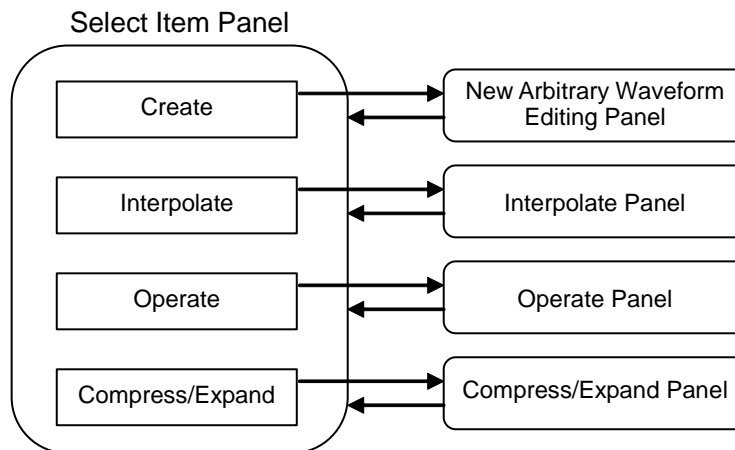 Select Item Panel
Create
New Arbitrary Waveform
Editing Panel
Interpolate
Interpolate Panel
Operate
Operate Panel
Compress/Expand
Compress/Expand Panel